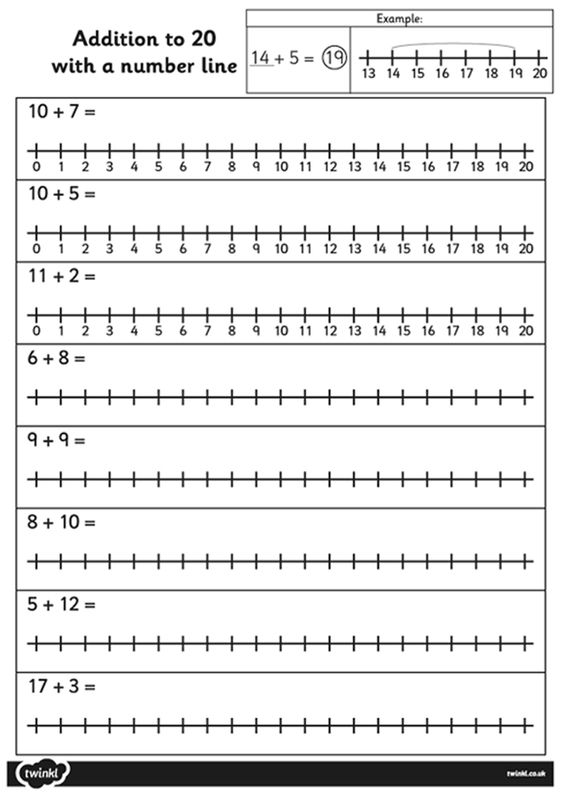 Addition to 20
with a number line
Example:
14 + 5 = 19
13 14 15 16 17 18 19 20
10 + 7 =
0 1 2 3 4 5 6 7 8 9 10 11 12 13 14 15 16 17 18 19 20
10 + 5 =
0 1 2 3 4 5 6 7 8 9 10 11 12 13 14 15 16 17 18 19 20
11 + 2 =
0 1 2 3 4 5 6 7 8 9 10 11 12 13 14 15 16 17 18 19 20
6 + 8 =
9 + 9 =
8 + 10 =
5 + 12 =
17 + 3 =
twinkl
twinkl.co.uk